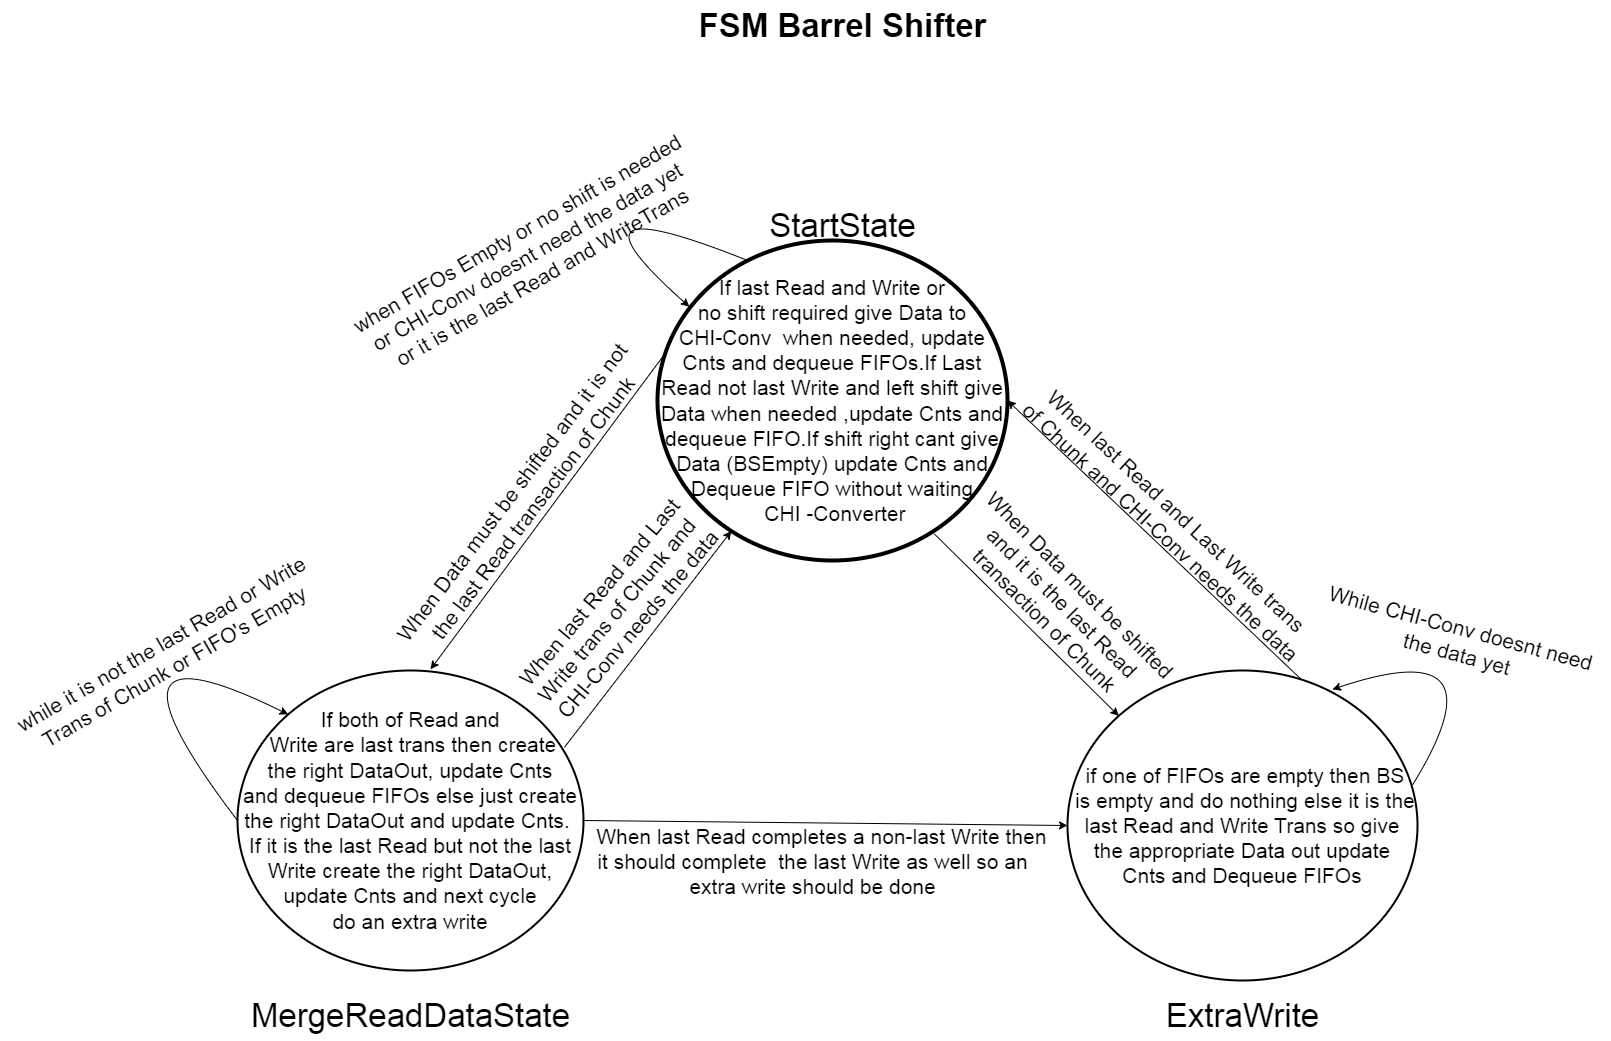 FSM Barrel Shifter
when FIFOs Empty or no shift is needed
or CHI-Conv doesnt need the data yet
or it is the last Read and WriteTrans
StartState
If last Read and Write or
no shift required give Data to
CHI-Conv when needed, update
Cnts and dequeue FIFOs.If Last
Read not last Write and left shift give
Data when needed ,update Cnts and
dequeue FIFO.If shift right cant give
Data (BSEmpty) update Cnts and
Dequeue FIFO without waiting
CHI -Converter
When Data must be shifted and it is not
the last Read transaction of Chunk
When last Read and Last
Write trans of Chunk and
CHI-Conv needs the data
When Data must be shifted
and it is the last Read
transaction of Chunk
When last Read and Last Write trans
of Chunk and CHI-Conv needs the data
While CHI-Conv doesnt need
the data yet
while it is not the last Read or Write
Trans of Chunk or FIFO's Empty
If both of Read and
Write are last trans then create
the right DataOut, update Cnts
and dequeue FIFOs else just create
the right DataOut and update Cnts.
If it is the last Read but not the last
Write create the right DataOut,
update Cnts and next cycle
do an extra write
When last Read completes a non-last Write then
it should complete the last Write as well so an
extra write should be done
if one of FIFOs are empty then BS
is empty and do nothing else it is the
last Read and Write Trans so give
the appropriate Data out update
Cnts and Dequeue FIFOs
MergeReadDataState
ExtraWrite